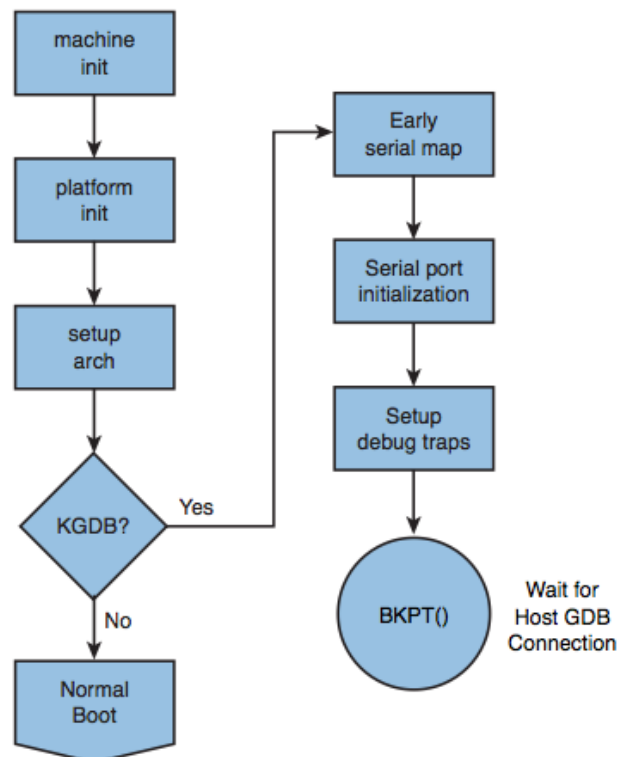 machine
init
platform
init
setup
arch
KGDB?
Yes
No
Normal
Boot
Early
serial map
Serial port
initialization
Setup
debug traps
BKPT()
Wait for
Host GDB
Connection